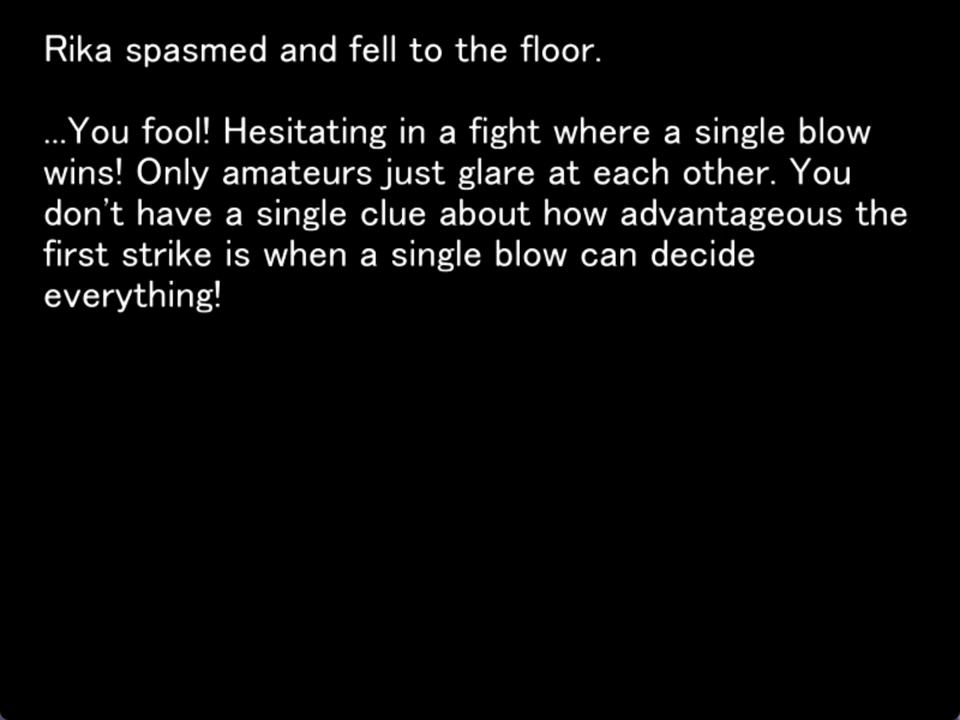 Rika spasmed and fell to the floor.
...You fool! Hesitating in a fight where a single blow
wins! Only amateurs just glare at each other. You
don't have a single clue about how advantageous the
first strike is when a single blow can decide
everything!